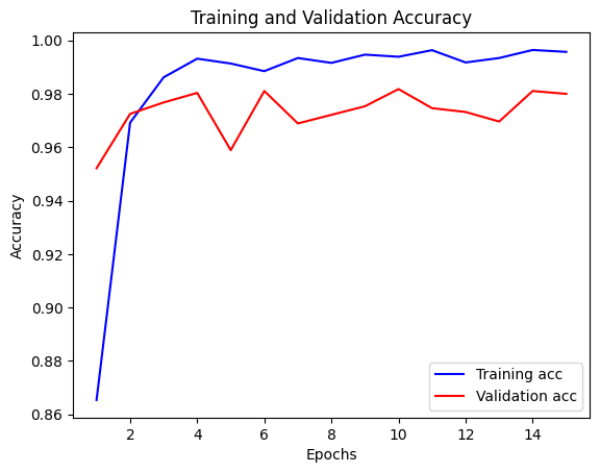 Training and Validation Accuracy
1.00
0.98
0.96
0.94
0.92
0.90
0.88
0.86
Accuracy
Training acc
Validation acc
2 4 6 8 10 12 14
Epochs